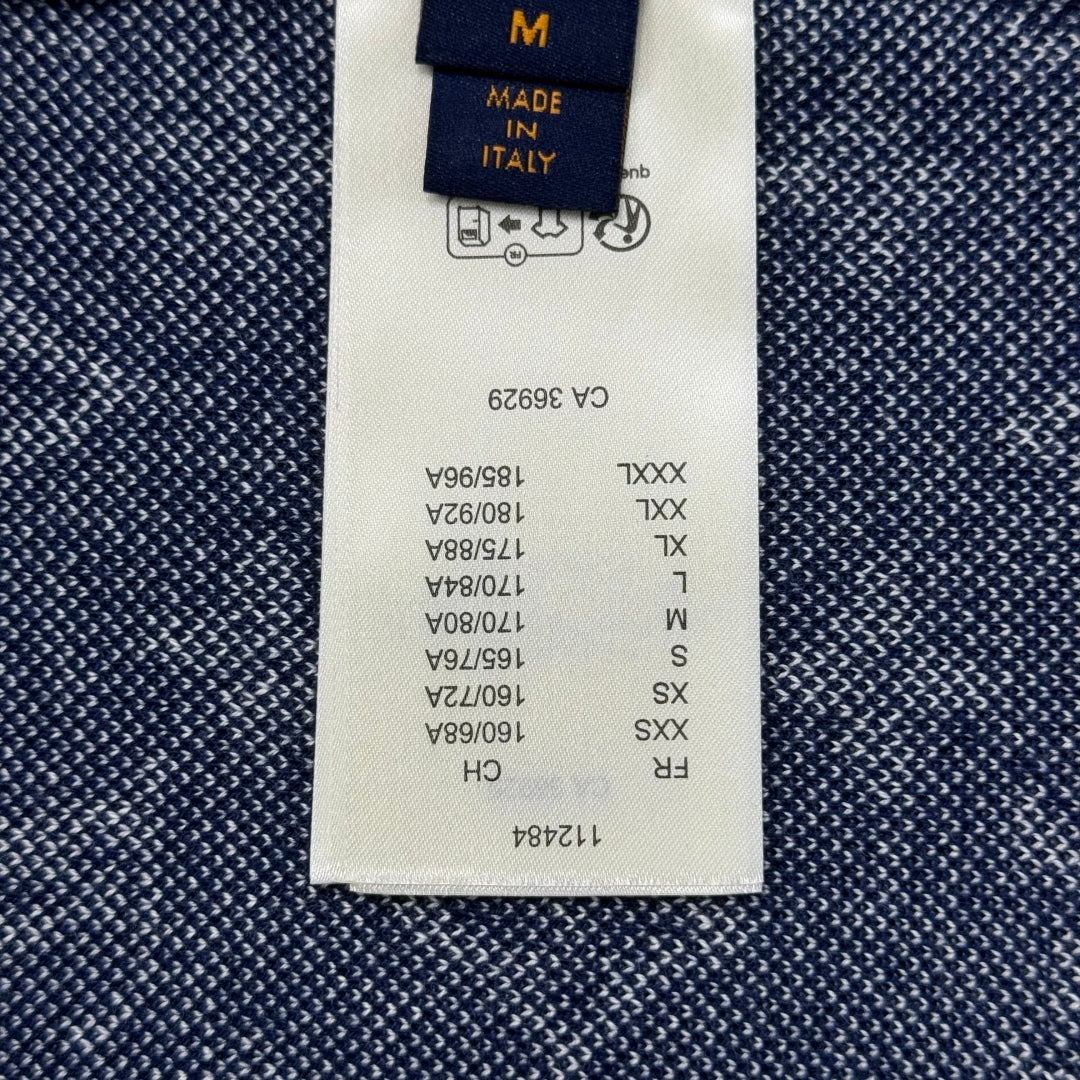 M
MADE
IN
ITALY
112484
FR CH
XXS 160/68A
XS 160/72A
S 165/76A
M 170/80A
L 170/84A
XL 175/88A
XXL 180/92A
XXXL 185/96A
CA 36929
FR